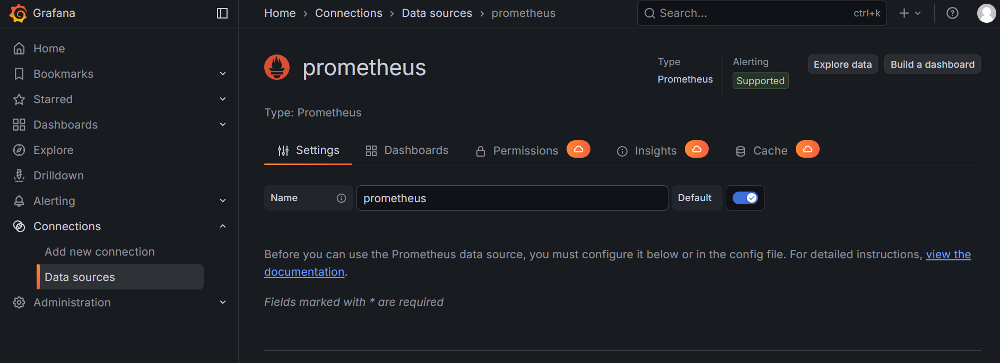 Grafana
Home > Connections > Data sources > prometheus
Search... ctrl+k
Home
Bookmarks
Starred
Dashboards
Explore
Drilldown
Alerting
Connections
Add new connection
Data sources
Administration
prometheus
Type
Prometheus
Alerting
Supported
Explore data
Build a dashboard
Type: Prometheus
Settings Dashboards Permissions Insights Cache
Name prometheus Default
Before you can use the Prometheus data source, you must configure it below or in the config file. For detailed instructions, view the
documentation.
Fields marked with * are required